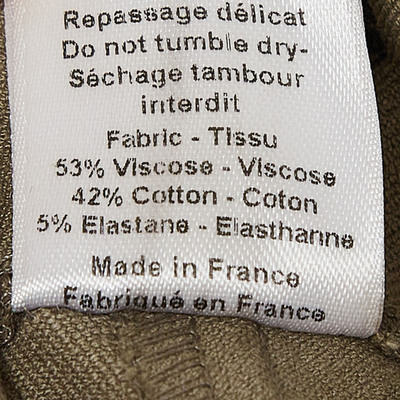 Repassage délicat
Do not tumble dry-
Séchage tambour
interdit
Fabric - Tissu
53% Viscose - Viscose
42% Cotton - Coton
5% Elastane - Elasthanne
Made in France
Fabriqué en France